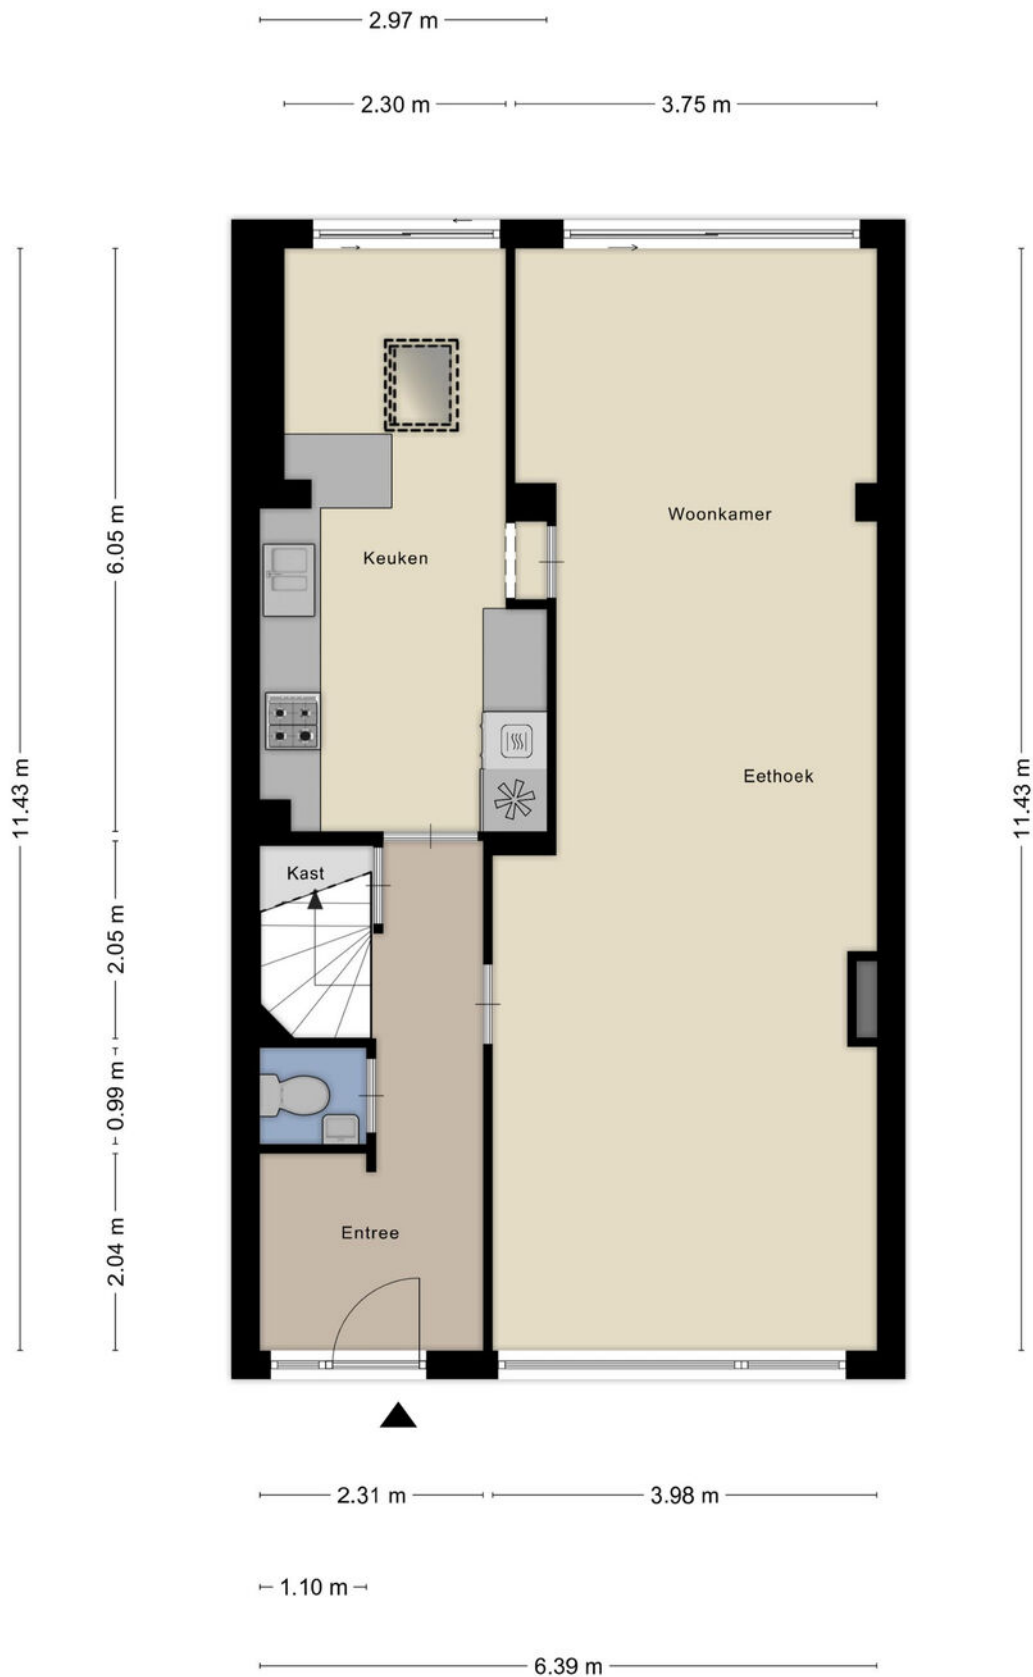 2.97 m
2.30 m
3.75 m
Woonkamer
Keuken
6.05 m
Eethoek
11.43 m
11.43 m
Kast
2.05 m
0.99 m
Entree
2.04 m
2.31 m
3.98 m
1.10 m
6.39 m